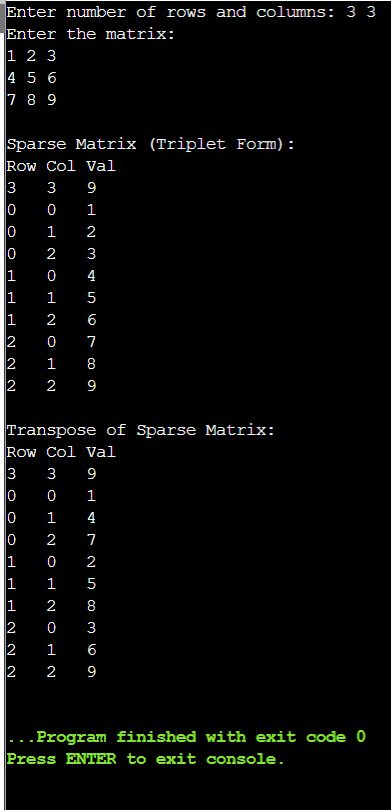 Enter number of rows and columns: 3 3
Enter the matrix:
1 2 3
4 5 6
7 8 9
Sparse Matrix (Triplet Form):
Row Col Val
3 3 9
0 0 1
0 1 2
0 2 3
1 0 4
1 1 5
1 2 6
2 0 7
2 1 8
2 2 9
Transpose of Sparse Matrix:
Row Col Val
3 3 9
0 0 1
0 1 4
0 2 7
1 0 2
1 1 5
1 2 8
2 0 3
2 1 6
2 2 9
...Program finished with exit code 0
Press ENTER to exit console.